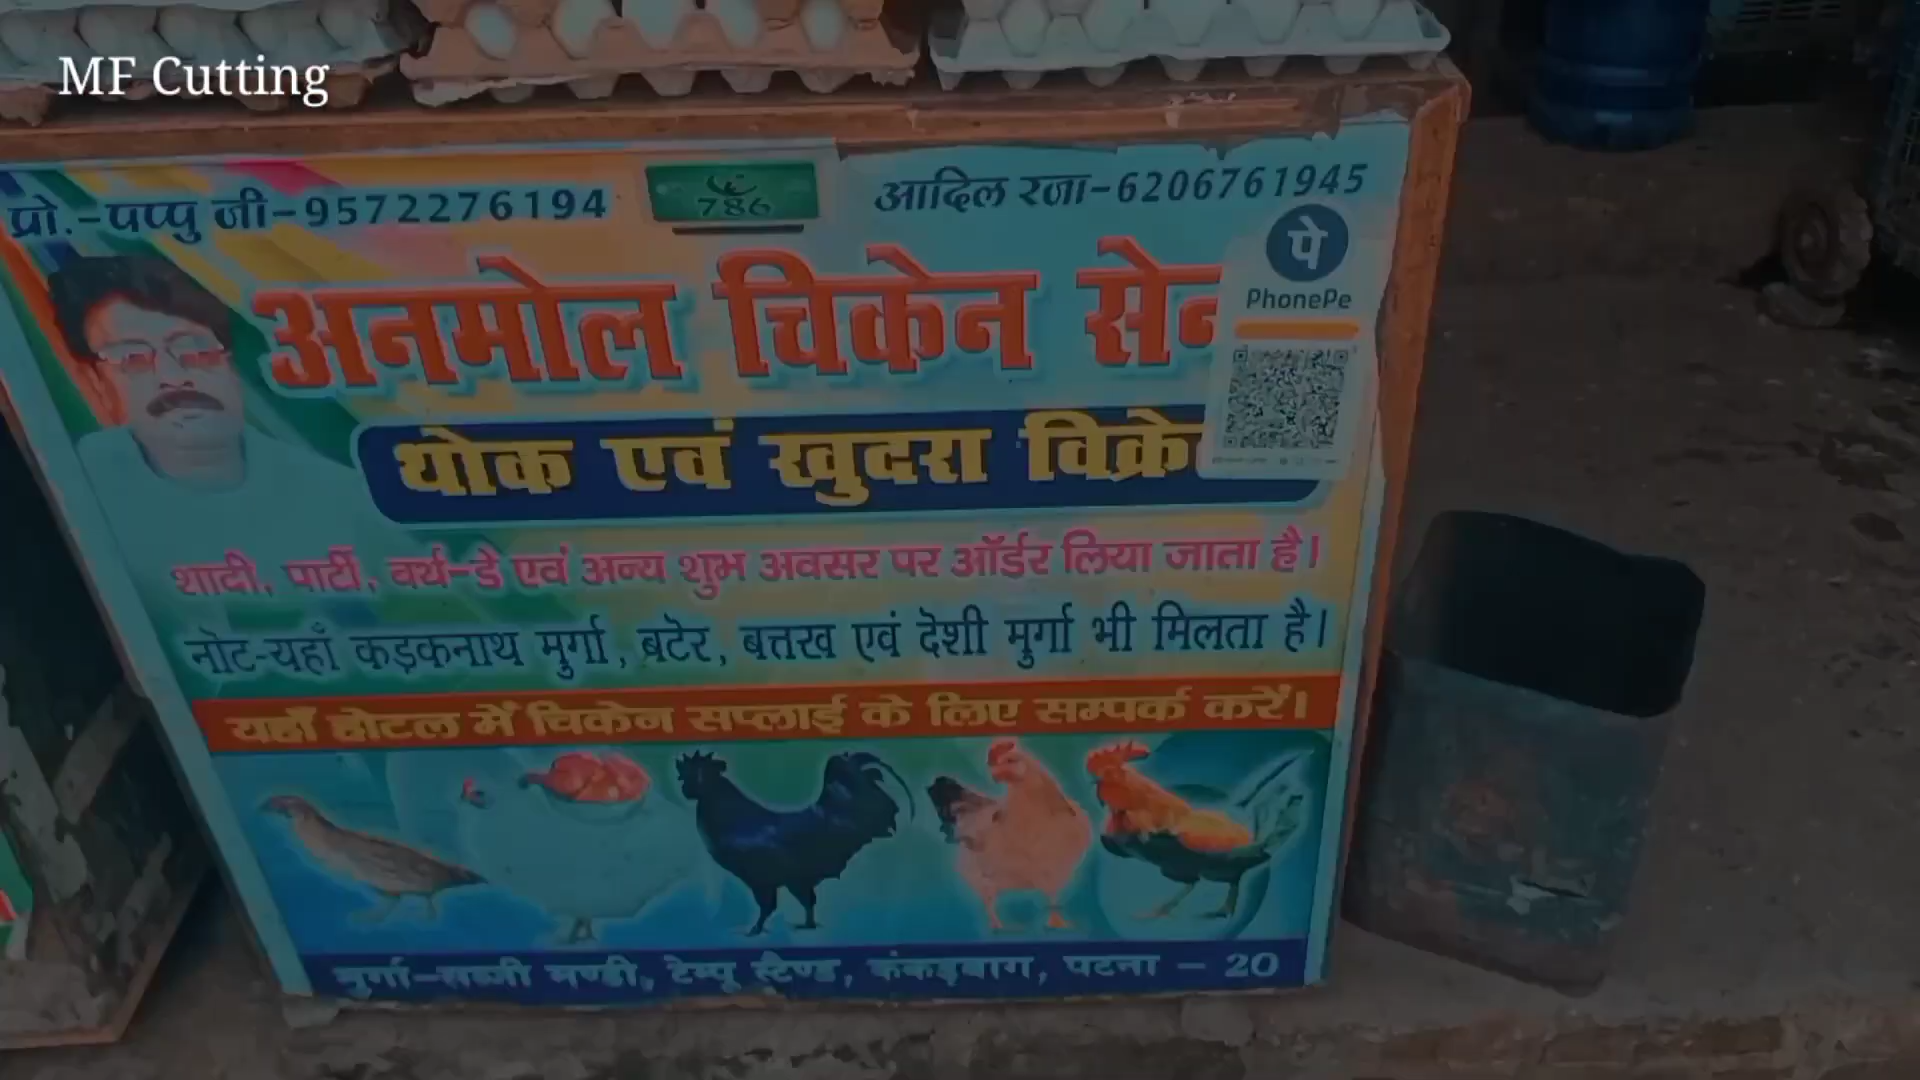 MF Cutting
प्रो.-पप्पु जी-9572276194
786
आदिल रजा-6206761945
पे
PhonePe
अनमोल चिकेन
थोक एवं खुदरा
शादी, पार्टी, बर्थ-डे एवं अन्य शुभ अवसर पर ऑर्डर लिया जाता है।
नोट-यहाँ कड़कनाथ मुर्गा, बटेर, बत्तख एवं देशी मुर्गा भी मिलता है।
यहाँ होटल में चिकेन सप्लाई के लिए सम्पर्क करें।
मुर्गा-सब्जी मण्डी, टेम्पू स्टैण्ड, कंकड़बाग, पटना - 20